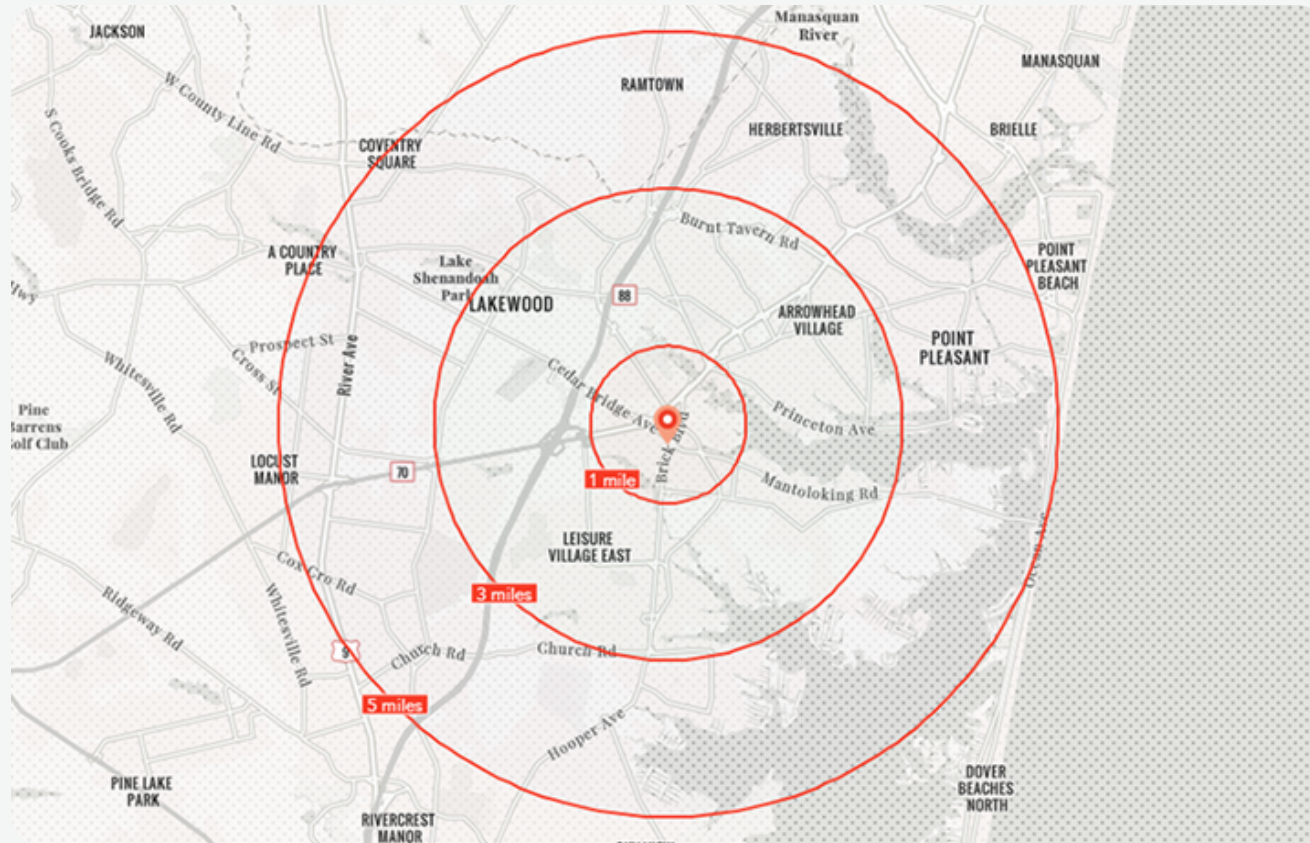 JACKSON
Manasquan
River
MANASQUAN
RAMTOWN
W County Line Rd
HERBERTSVILLE
BRIELLE
S Cooks Bridge Rd
COVENTRY
SQUARE
Burnt Tavern Rd
A COUNTRY
PLACE
Lake
Shenandoah
Park
POINT
PLEASANT
BEACH
LAKEWOOD
88
ARROWHEAD
VILLAGE
Prospect St
POINT
PLEASANT
Cross St
River Ave
Whitesville Rd
Cedar Bridge Ave
Pine
Barrens
Golf Club
Princeton Ave
Brick Blvd
LOCUST
MANOR
70
1 mile
Mantoloking Rd
LEISURE
VILLAGE EAST
Ocean Ave
Cox Cro Rd
3 miles
Ridgeway Rd
Whitesville Rd
9
Church Rd
Church Rd
5 miles
Hooper Ave
PINE LAKE
PARK
DOVER
BEACHES
NORTH
RIVERCREST
MANOR